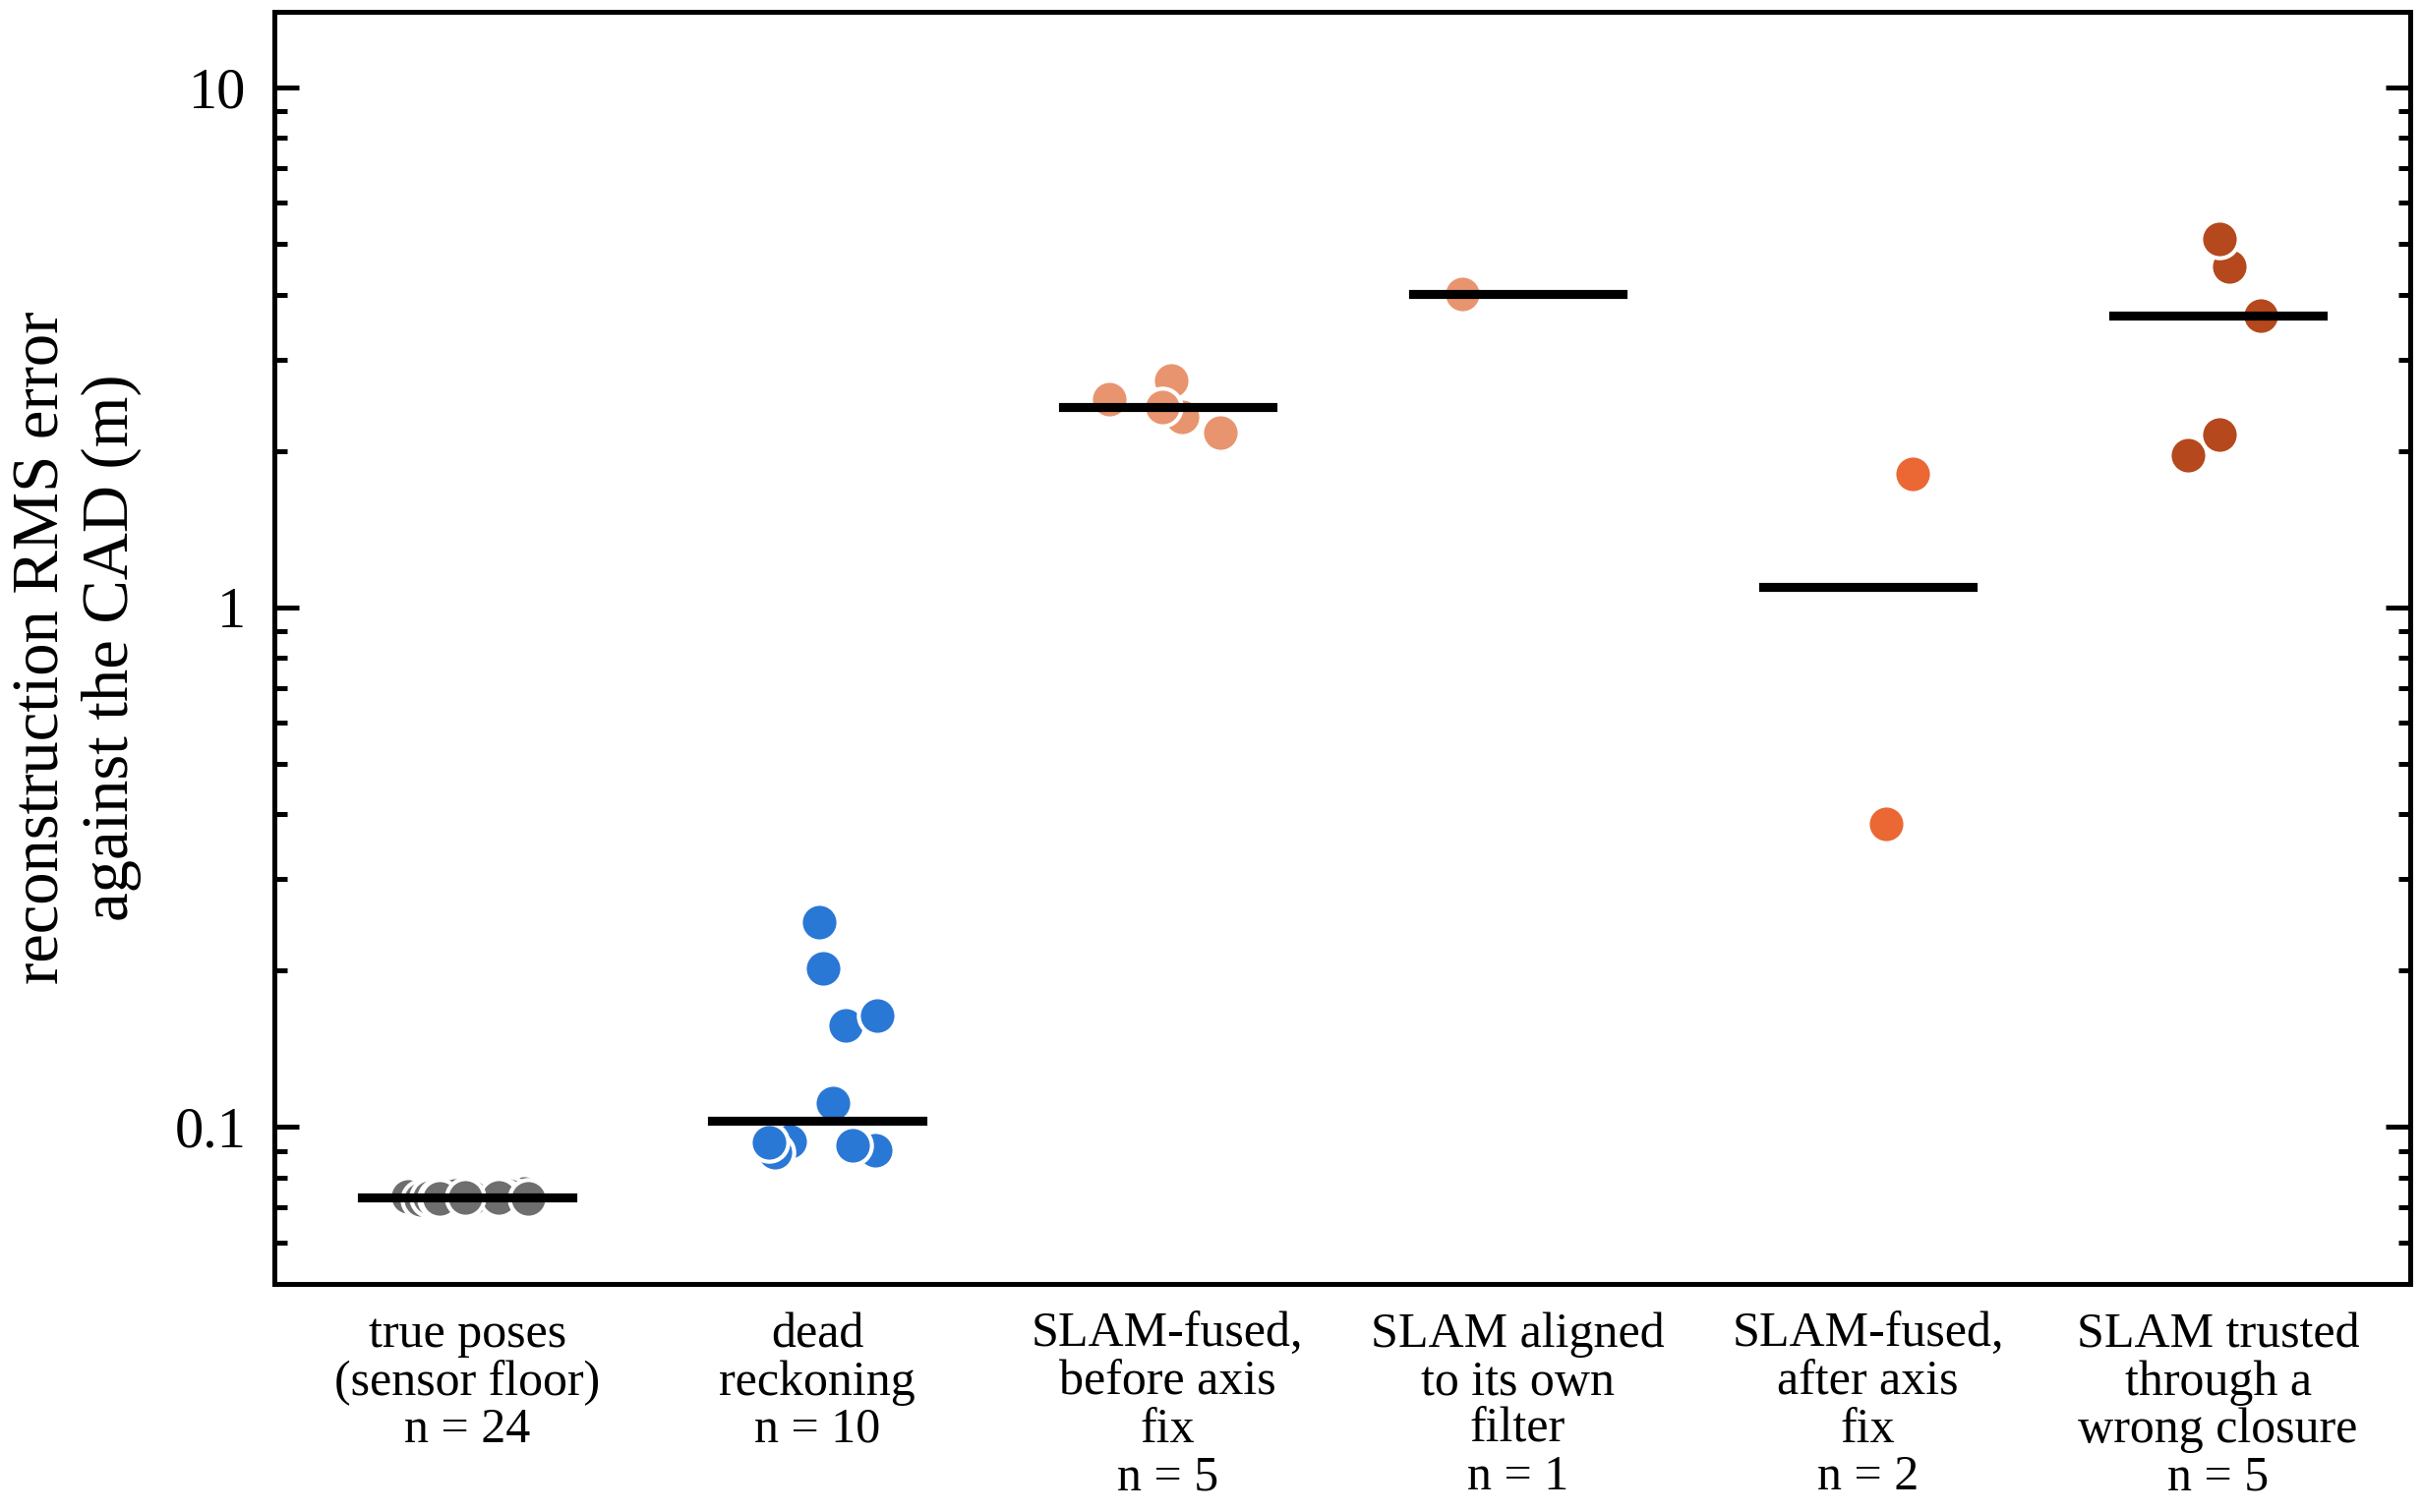 reconstruction RMS error
against the CAD (m)
10
1
0.1
true poses
(sensor floor)
n = 24
dead
reckoning
n = 10
SLAM-fused,
before axis
fix
n = 5
SLAM aligned
to its own
filter
n = 1
SLAM-fused,
after axis
fix
n = 2
SLAM trusted
through a
wrong closure
n = 5